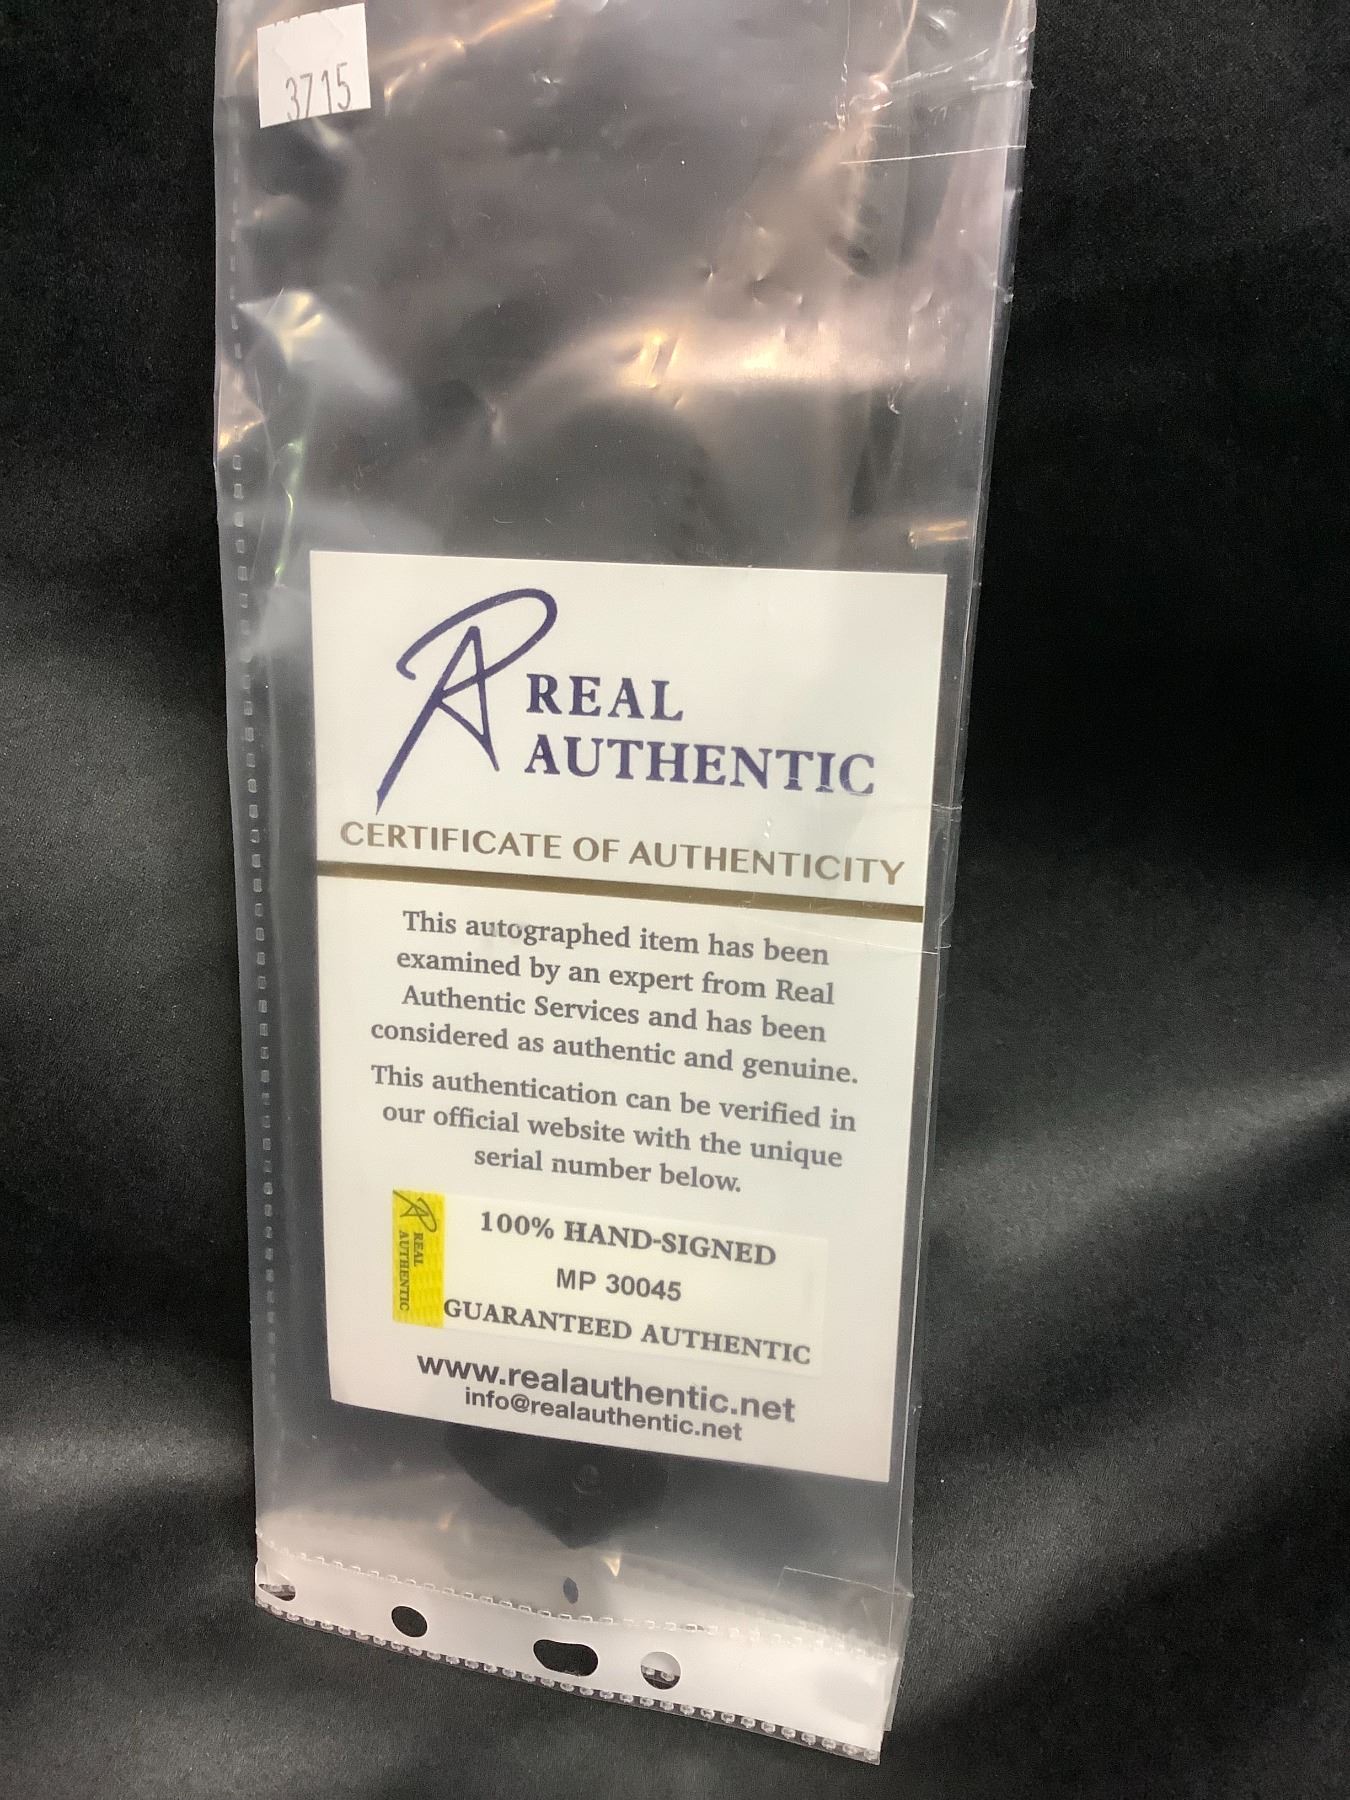 3715
REAL
AUTHENTIC
CERTIFICATE OF AUTHENTICITY
This autographed item has been
examined by an expert from Real
Authentic Services and has been
considered as authentic and genuine.
This authentication can be verified in
our official website with the unique
serial number below.
REAL
AUTHENTIC
100% HAND-SIGNED
MP 30045
GUARANTEED AUTHENTIC
www.realauthentic.net
info@realauthentic.net